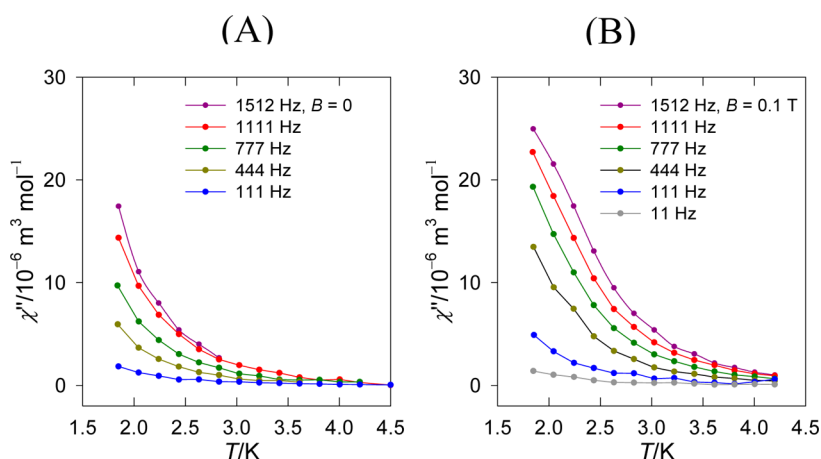 (A)
30
20
10
0
χ''/10⁻⁶ m³ mol⁻¹
1512 Hz, B = 0
1111 Hz
777 Hz
444 Hz
111 Hz
1.5 2.0 2.5 3.0 3.5 4.0 4.5
T/K
(B)
30
20
10
0
χ''/10⁻⁶ m³ mol⁻¹
1512 Hz, B = 0.1 T
1111 Hz
777 Hz
444 Hz
111 Hz
11 Hz
1.5 2.0 2.5 3.0 3.5 4.0 4.5
T/K